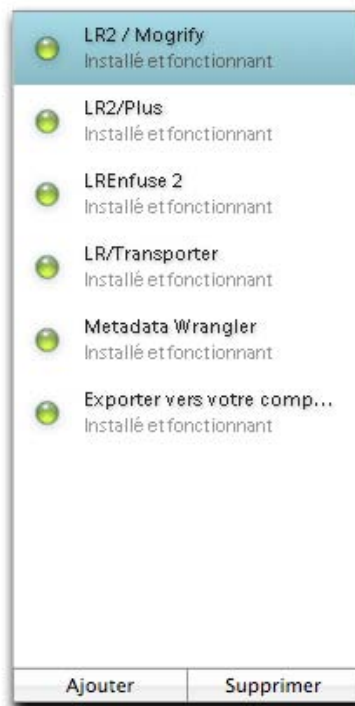 LR2 / Mogrify
Installé et fonctionnant
LR2/Plus
Installé et fonctionnant
LREnfuse 2
Installé et fonctionnant
LR/Transporter
Installé et fonctionnant
Metadata Wrangler
Installé et fonctionnant
Exporter vers votre comp...
Installé et fonctionnant
Ajouter Supprimer